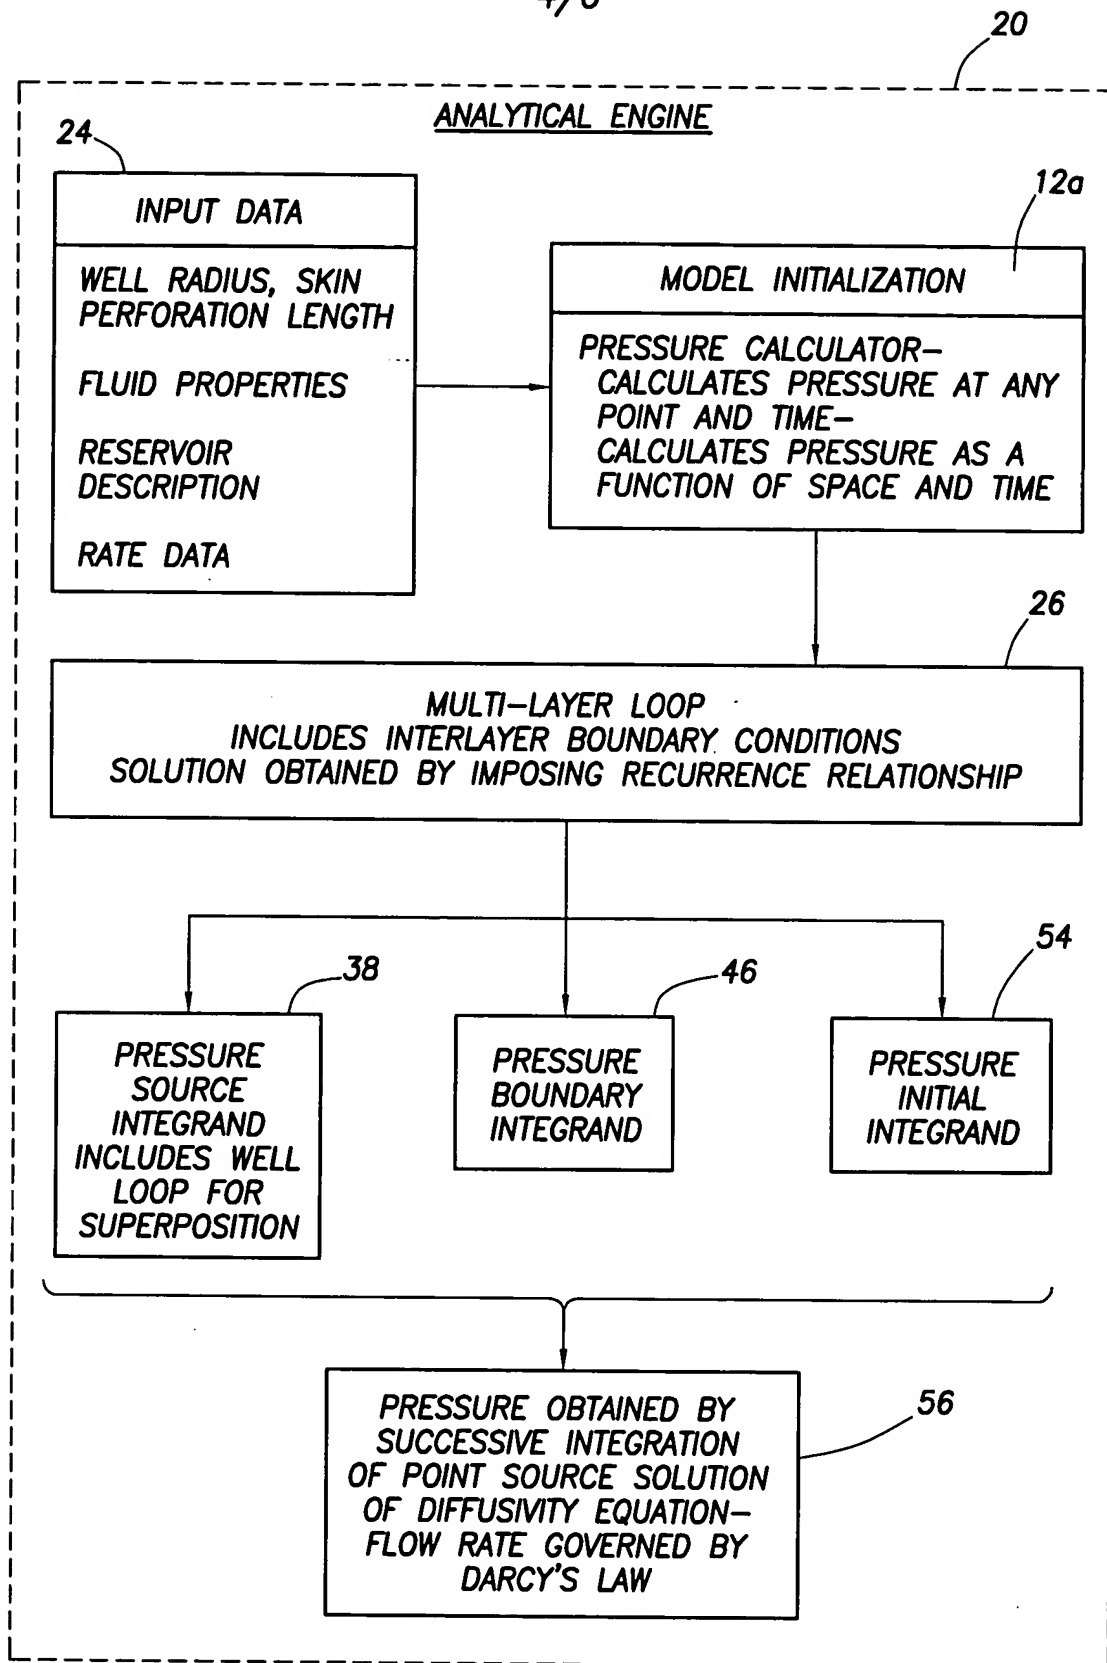 20
ANALYTICAL ENGINE
24
INPUT DATA
WELL RADIUS, SKIN
PERFORATION LENGTH
FLUID PROPERTIES
RESERVOIR
DESCRIPTION
RATE DATA
12a
MODEL INITIALIZATION
PRESSURE CALCULATOR–
CALCULATES PRESSURE AT ANY
POINT AND TIME–
CALCULATES PRESSURE AS A
FUNCTION OF SPACE AND TIME
26
MULTI–LAYER LOOP
INCLUDES INTERLAYER BOUNDARY CONDITIONS
SOLUTION OBTAINED BY IMPOSING RECURRENCE RELATIONSHIP
38
PRESSURE
SOURCE
INTEGRAND
INCLUDES WELL
LOOP FOR
SUPERPOSITION
46
PRESSURE
BOUNDARY
INTEGRAND
54
PRESSURE
INITIAL
INTEGRAND
56
PRESSURE OBTAINED BY
SUCCESSIVE INTEGRATION
OF POINT SOURCE SOLUTION
OF DIFFUSIVITY EQUATION–
FLOW RATE GOVERNED BY
DARCY'S LAW